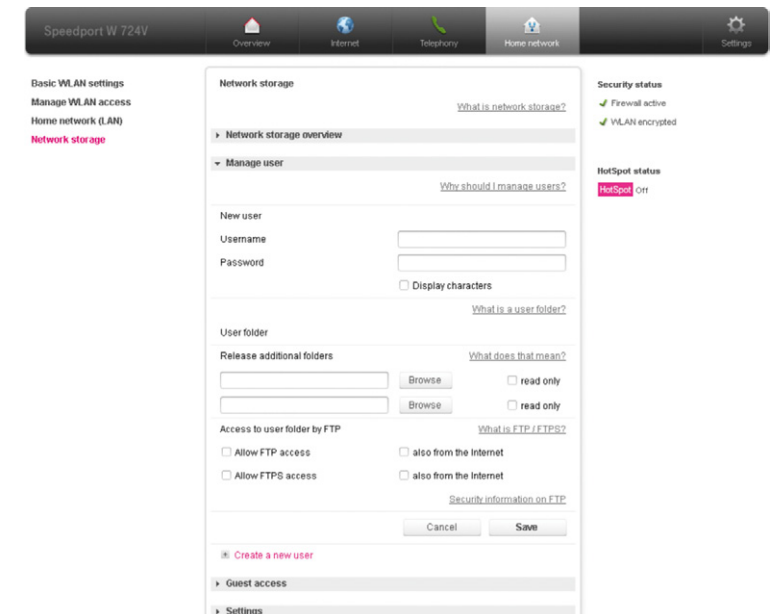 Speedport W 724V
Overview
Internet
Telephony
Home network
Settings
Basic WLAN settings
Manage WLAN access
Home network (LAN)
Network storage
Network storage
What is network storage?
Network storage overview
Manage user
Why should I manage users?
New user
Username
Password
Display characters
What is a user folder?
User folder
Release additional folders What does that mean?
Browse read only
Browse read only
Access to user folder by FTP What is FTP / FTPS?
Allow FTP access also from the Internet
Allow FTPS access also from the Internet
Security information on FTP
Cancel Save
Create a new user
Guest access
Settings
Security status
Firewall active
WLAN encrypted
HotSpot status
HotSpot Off